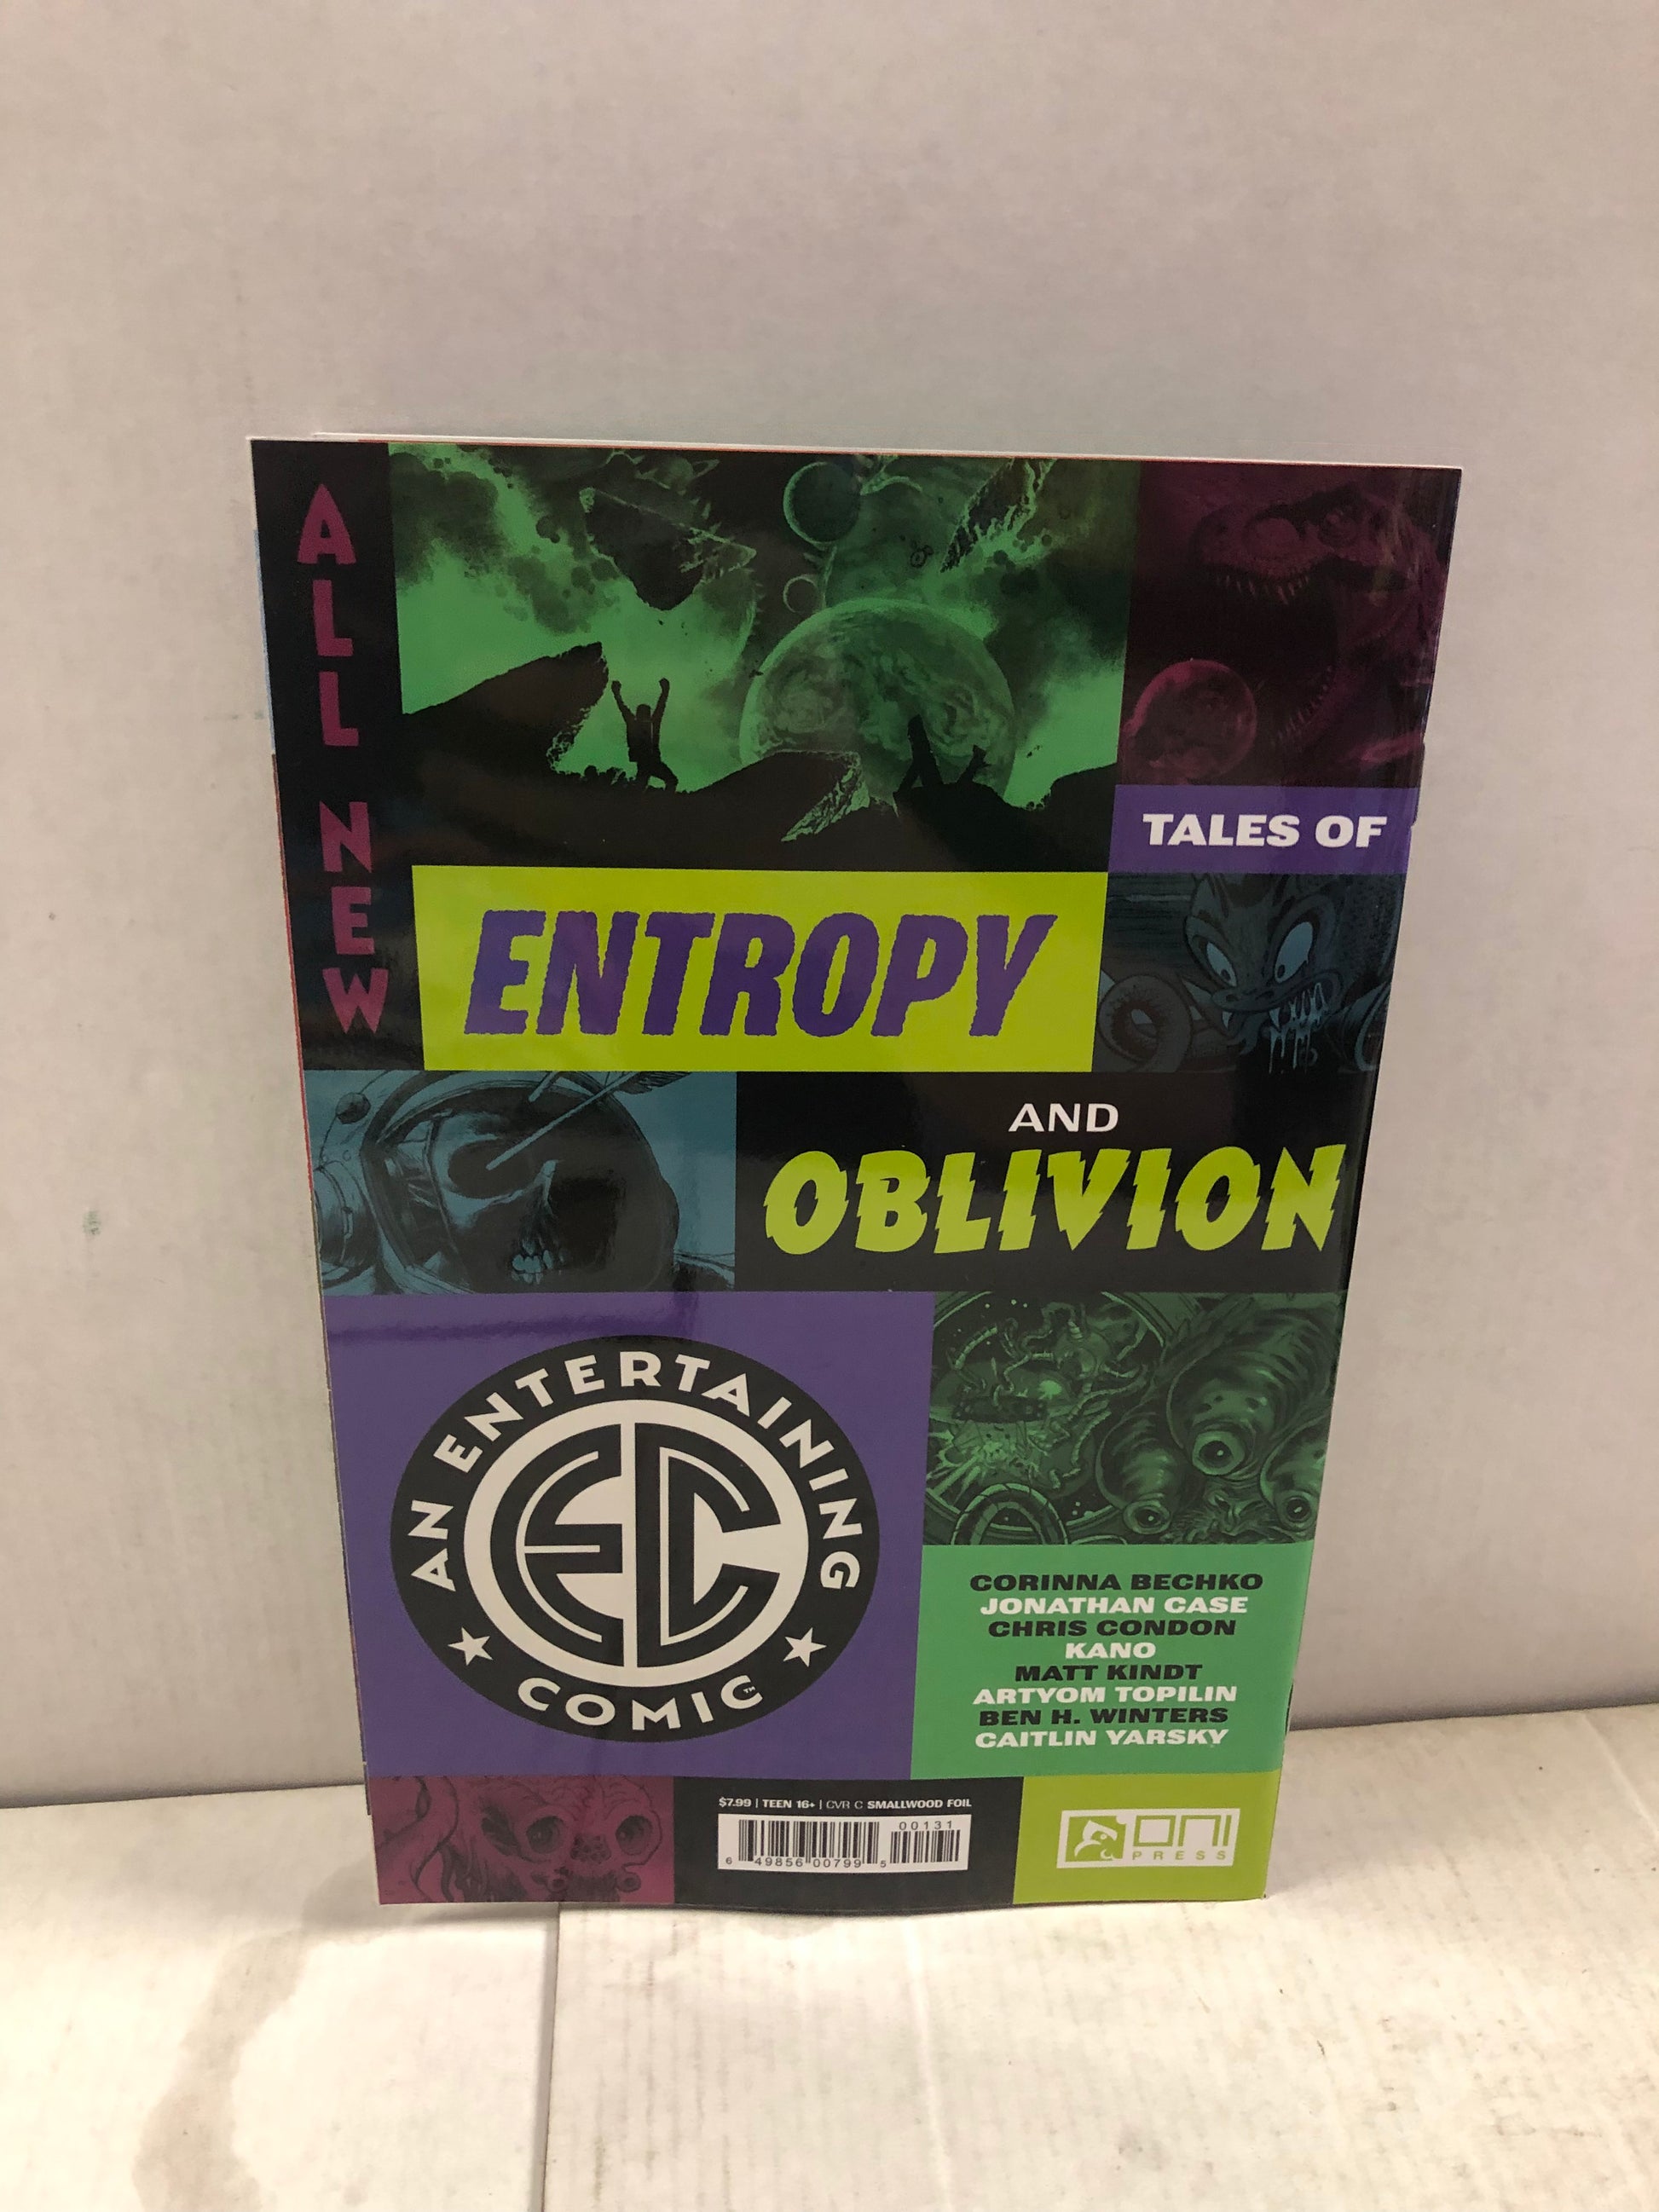 ALL NEW
TALES OF
ENTROPY
AND
OBLIVION
AN ENTERTAINING
EC
COMIC™
CORINNA BECHKO
JONATHAN CASE
CHRIS CONDON
KANO
MATT KINDT
ARTYOM TOPILIN
BEN H. WINTERS
CAITLIN YARSKY
$7.99 | TEEN 16+ | CVR C SMALLWOOD FOIL
00131
6 49856 00799 5
ONI
PRESS